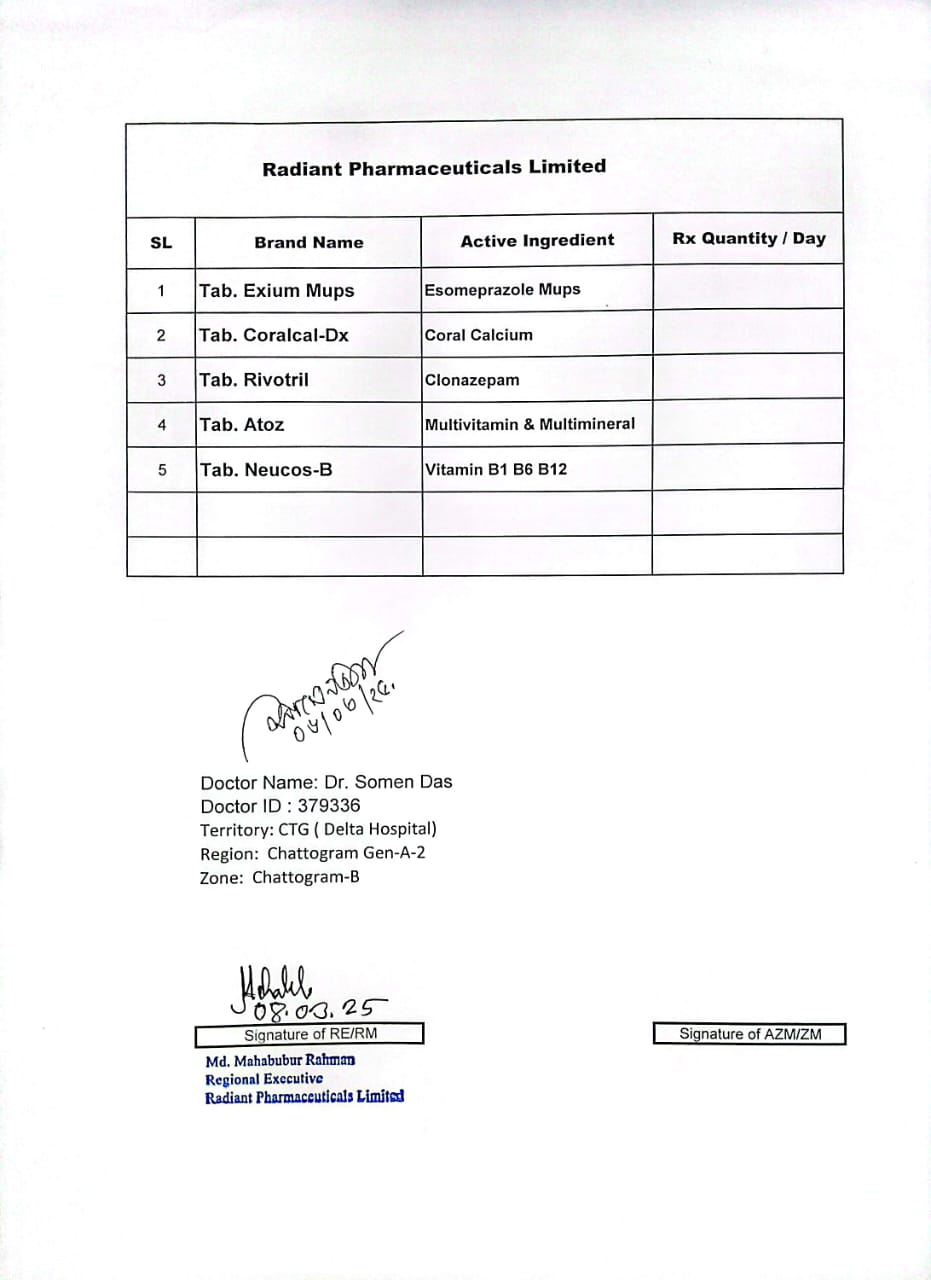 Radiant Pharmaceuticals Limited
SL Brand Name Active Ingredient Rx Quantity / Day
1 Tab. Exium Mups Esomeprazole Mups
2 Tab. Coralcal-Dx Coral Calcium
3 Tab. Rivotril Clonazepam
4 Tab. Atoz Multivitamin & Multimineral
5 Tab. Neucos-B Vitamin B1 B6 B12
Doctor Name: Dr. Somen Das
Doctor ID : 379336
Territory: CTG ( Delta Hospital)
Region: Chattogram Gen-A-2
Zone: Chattogram-B
08.03.25
Signature of RE/RM Signature of AZM/ZM
Md. Mahabubur Rahman
Regional Executive
Radiant Pharmaceuticals Limited